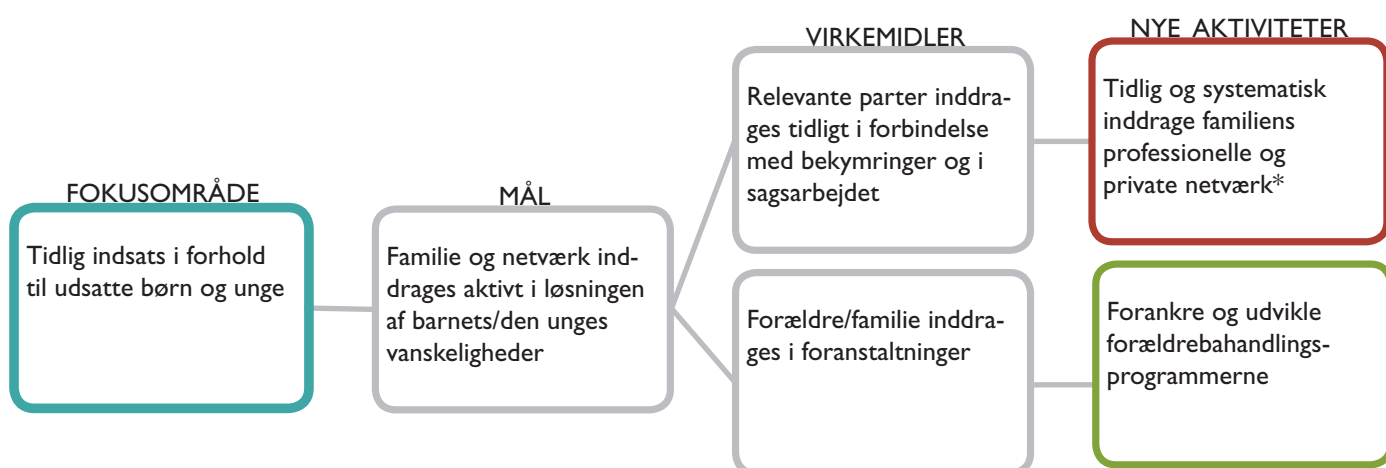 FOKUSOMRÅDE
Tidlig indsats i forhold
til udsatte børn og unge
MÅL
Familie og netværk ind-
drages aktivt i løsningen
af barnets/den unges
vanskeligheder
VIRKEMIDLER
Relevante parter inddra-
ges tidligt i forbindelse
med bekymringer og i
sagsarbejdet
Forældre/familie inddra-
ges i foranstaltninger
NYE AKTIVITETER
Tidlig og systematisk
inddrage familiens
professionelle og
private netværk*
Forankre og udvikle
forældrebahandlings-
programmerne